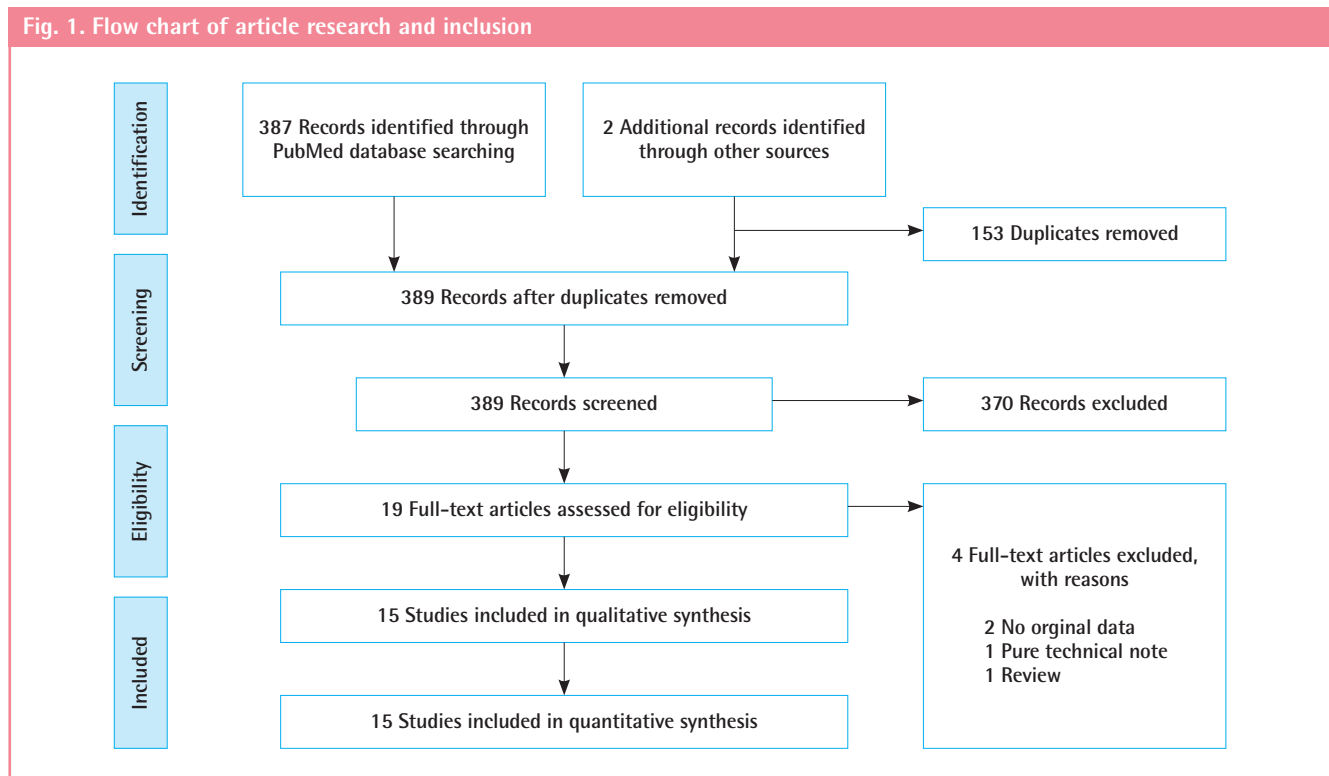 Fig. 1. Flow chart of article research and inclusion
Identification
387 Records identified through
PubMed database searching
2 Additional records identified
through other sources
153 Duplicates removed
Screening
389 Records after duplicates removed
389 Records screened
370 Records excluded
Eligibility
19 Full-text articles assessed for eligibility
4 Full-text articles excluded,
with reasons
2 No orginal data
1 Pure technical note
1 Review
Included
15 Studies included in qualitative synthesis
15 Studies included in quantitative synthesis